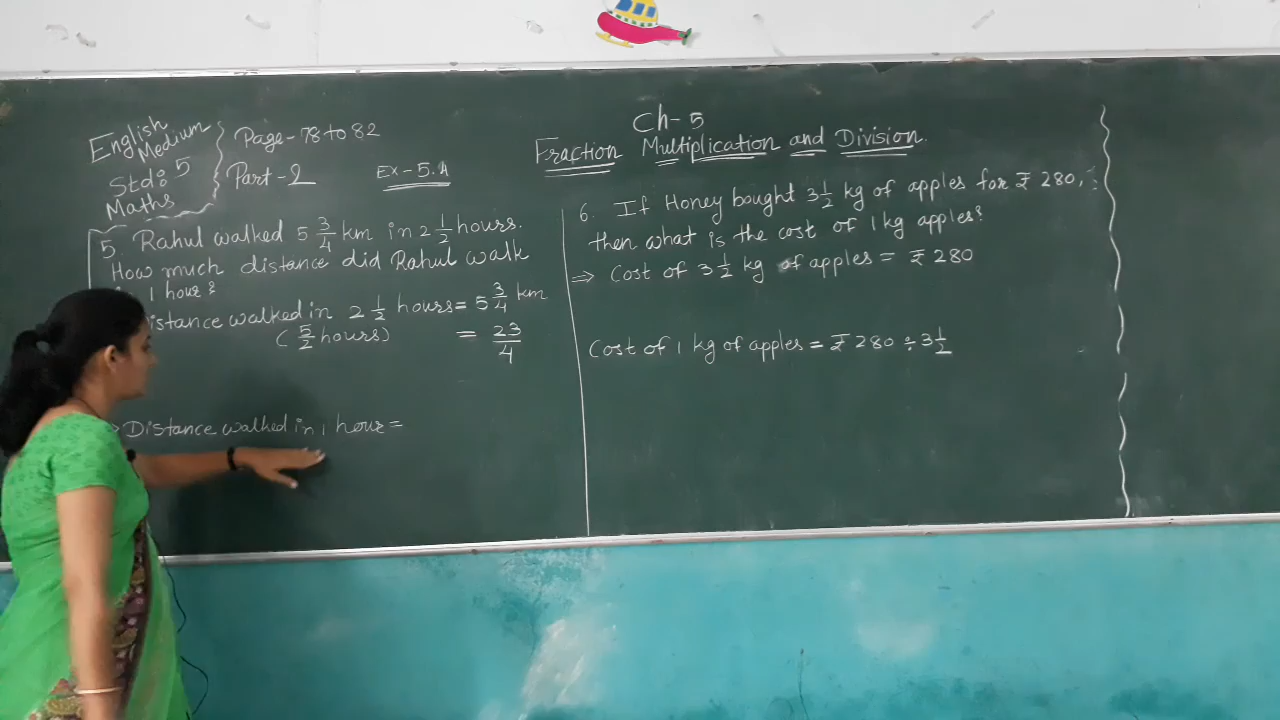 English
Medium
Std: 5
Maths
Page-78 to 82
Part-2
Ex-5.4
Ch-5
Fraction Multiplication and Division.
5. Rahul walked 5 3/4 km in 2 1/2 hours.
How much distance did Rahul walk
1 hour?
istance walked in 2 1/2 hours = 5 3/4 km
(5/2 hours) = 23/4
Distance walked in 1 hour =
6. If Honey bought 3 1/2 kg of apples for ₹ 280,
then what is the cost of 1 kg apples?
⇒ Cost of 3 1/2 kg of apples = ₹ 280
Cost of 1 kg of apples = ₹ 280 ÷ 3 1/2